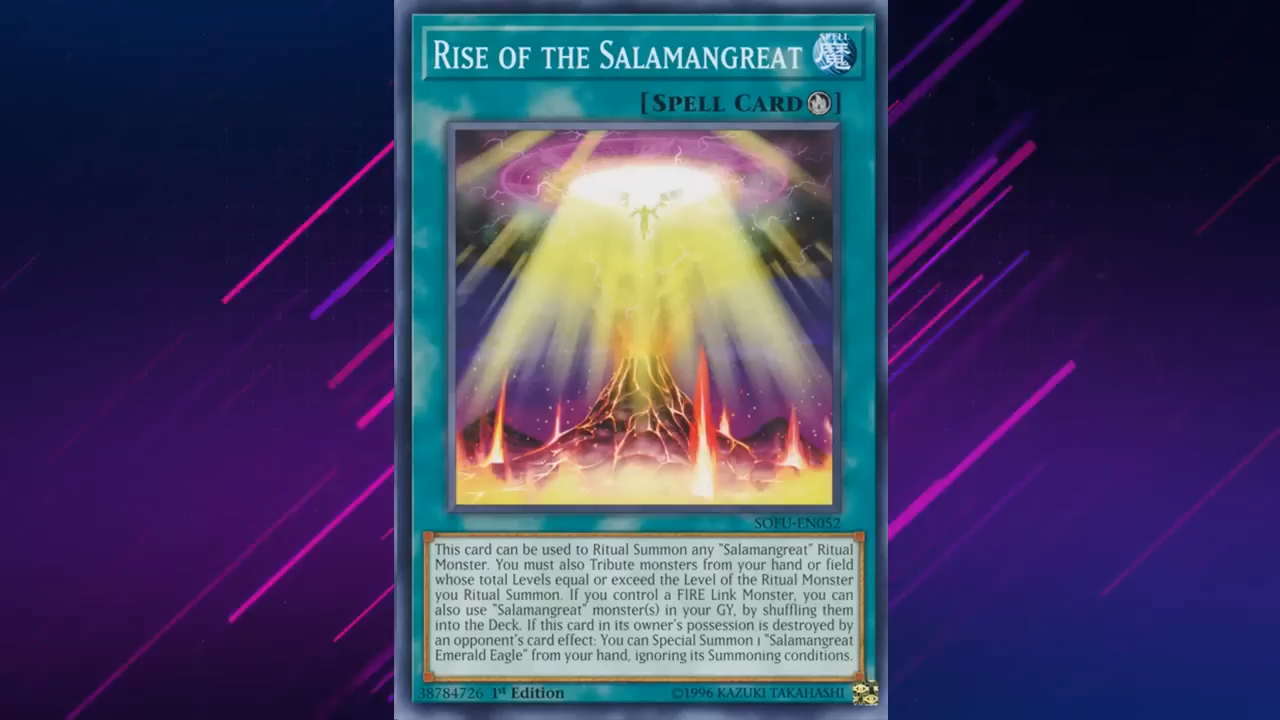 RISE OF THE SALAMANGREAT
SPELL
魔
[SPELL CARD]
SOFU-EN052
This card can be used to Ritual Summon any "Salamangreat" Ritual
Monster. You must also Tribute monsters from your hand or field
whose total Levels equal or exceed the Level of the Ritual Monster
you Ritual Summon. If you control a FIRE Link Monster, you can
also use "Salamangreat" monster(s) in your GY, by shuffling them
into the Deck. If this card in its owner's possession is destroyed by
an opponent's card effect: You can Special Summon 1 "Salamangreat
Emerald Eagle" from your hand, ignoring its Summoning conditions.
38784726 1st Edition ©1996 KAZUKI TAKAHASHI